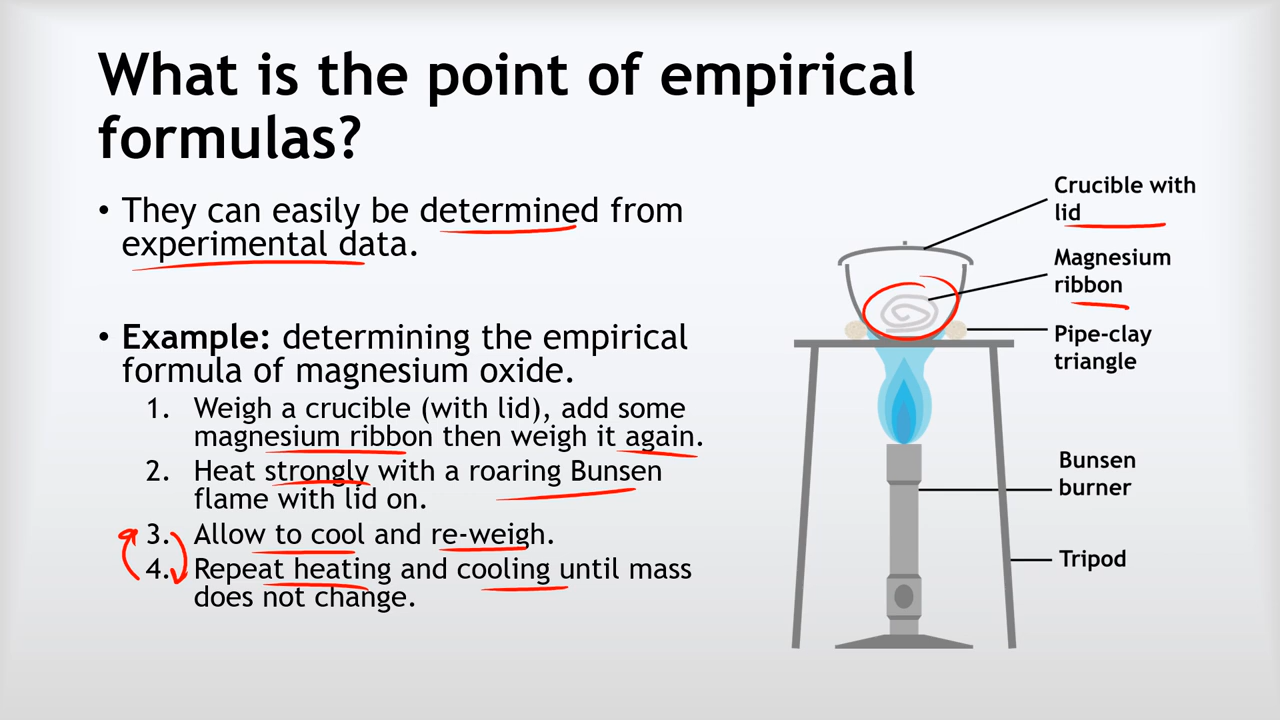 What is the point of empirical
formulas?
• They can easily be determined from
experimental data.
• Example: determining the empirical
formula of magnesium oxide.
1. Weigh a crucible (with lid), add some
magnesium ribbon then weigh it again.
2. Heat strongly with a roaring Bunsen
flame with lid on.
3. Allow to cool and re-weigh.
4. Repeat heating and cooling until mass
does not change.
Crucible with
lid
Magnesium
ribbon
Pipe-clay
triangle
Bunsen
burner
Tripod